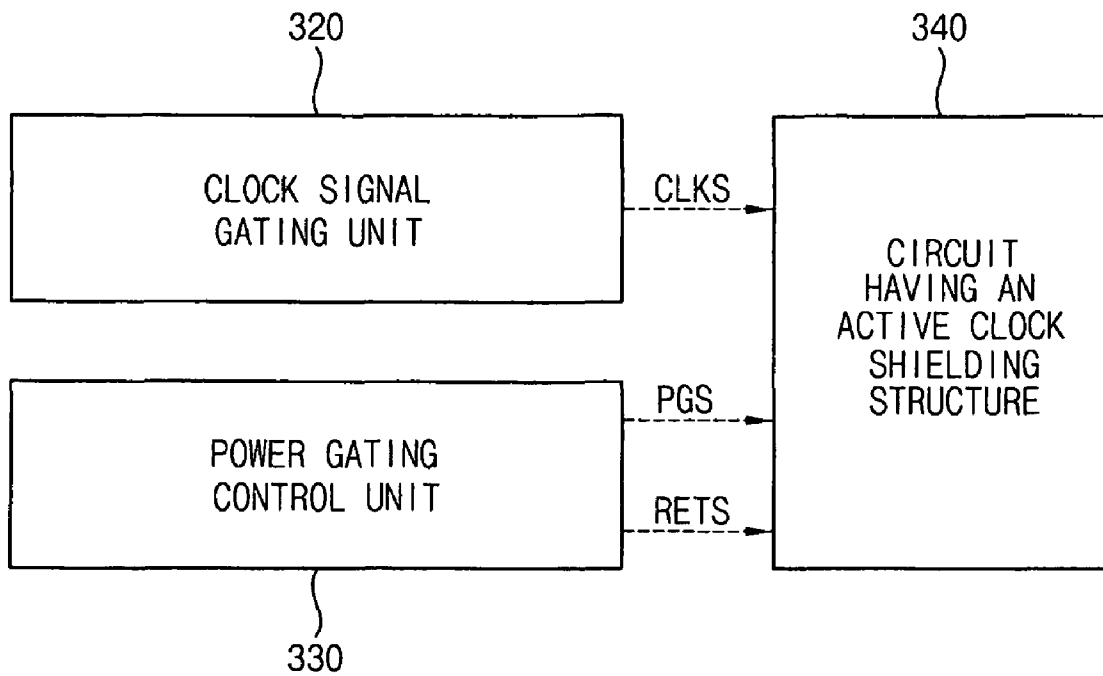 320
340
CLOCK SIGNAL
GATING UNIT
CLKS
CIRCUIT
HAVING AN
ACTIVE CLOCK
SHIELDING
STRUCTURE
POWER GATING
CONTROL UNIT
PGS
RETS
330